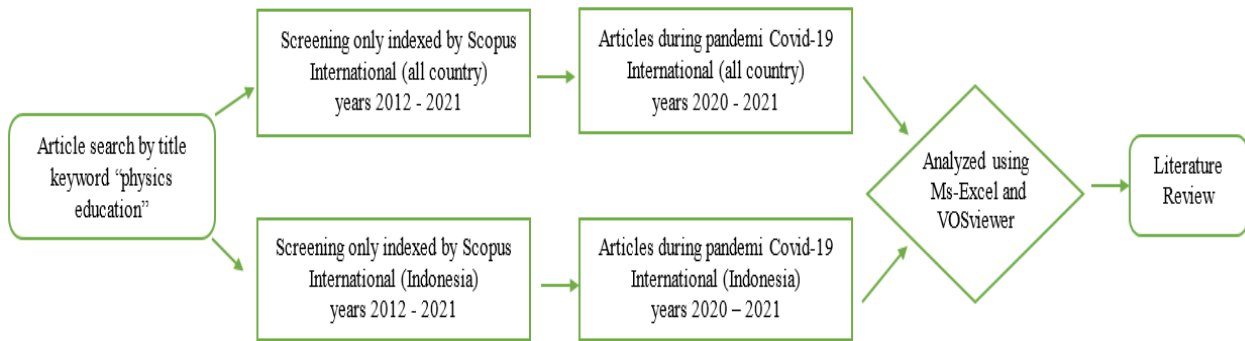 Article search by title
keyword “physics
education”
Screening only indexed by Scopus
International (all country)
years 2012 - 2021
Articles during pandemi Covid-19
International (all country)
years 2020 - 2021
Screening only indexed by Scopus
International (Indonesia)
years 2012 - 2021
Articles during pandemi Covid-19
International (Indonesia)
years 2020 – 2021
Analyzed using
Ms-Excel and
VOSviewer
Literature
Review